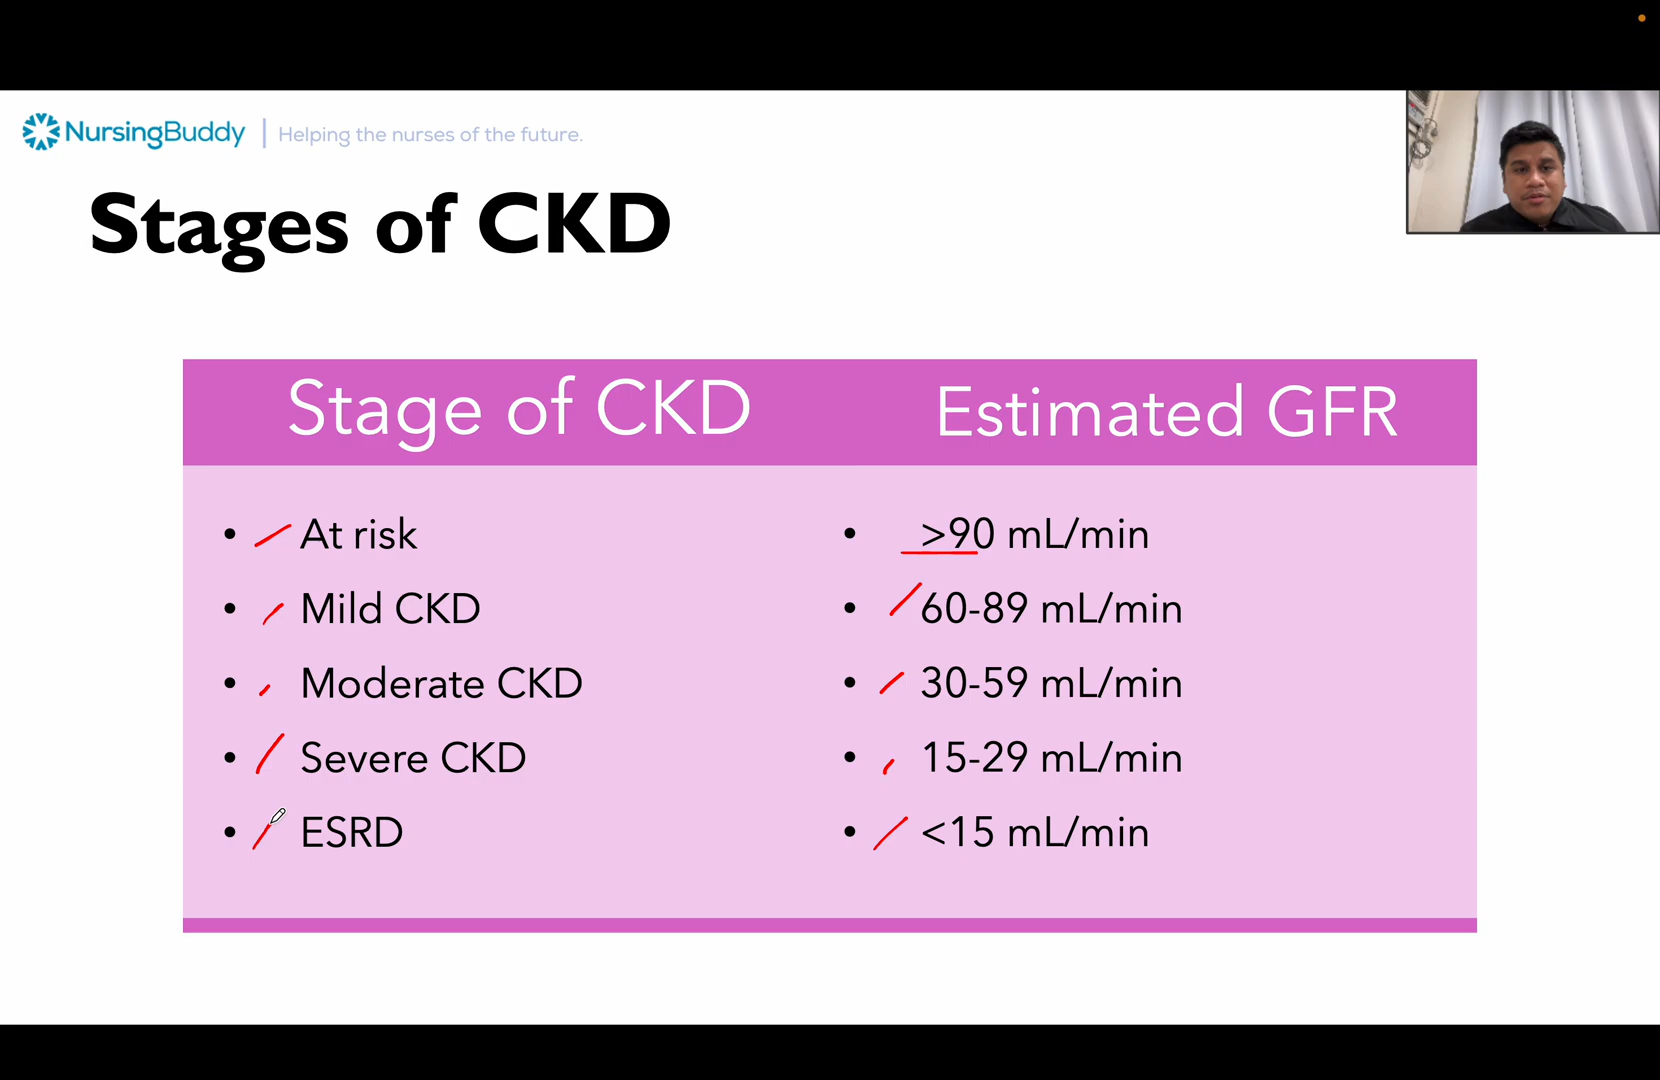 NursingBuddy | Helping the nurses of the future.
Stages of CKD
Stage of CKD Estimated GFR
• At risk • >90 mL/min
• Mild CKD • 60-89 mL/min
• Moderate CKD • 30-59 mL/min
• Severe CKD • 15-29 mL/min
• ESRD • <15 mL/min